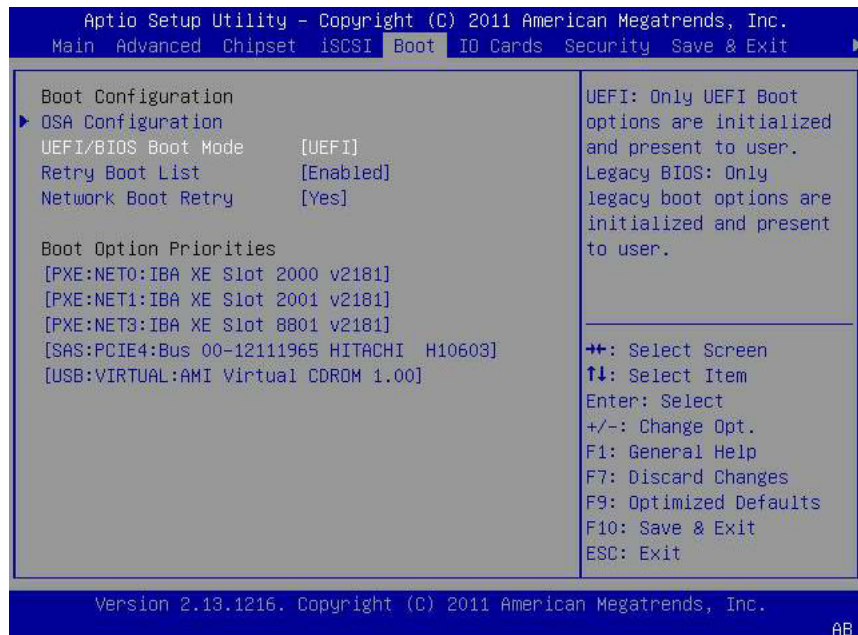 Aptio Setup Utility – Copyright (C) 2011 American Megatrends, Inc.
Main Advanced Chipset iSCSI Boot IO Cards Security Save & Exit
Boot Configuration
OSA Configuration
UEFI/BIOS Boot Mode [UEFI]
Retry Boot List [Enabled]
Network Boot Retry [Yes]
Boot Option Priorities
[PXE:NET0:IBA XE Slot 2000 v2181]
[PXE:NET1:IBA XE Slot 2001 v2181]
[PXE:NET3:IBA XE Slot 8801 v2181]
[SAS:PCIE4:Bus 00-12111965 HITACHI H10603]
[USB:VIRTUAL:AMI Virtual CDROM 1.00]
UEFI: Only UEFI Boot
options are initialized
and present to user.
Legacy BIOS: Only
legacy boot options are
initialized and present
to user.
→←: Select Screen
↑↓: Select Item
Enter: Select
+/-: Change Opt.
F1: General Help
F7: Discard Changes
F9: Optimized Defaults
F10: Save & Exit
ESC: Exit
Version 2.13.1216. Copyright (C) 2011 American Megatrends, Inc.
AB